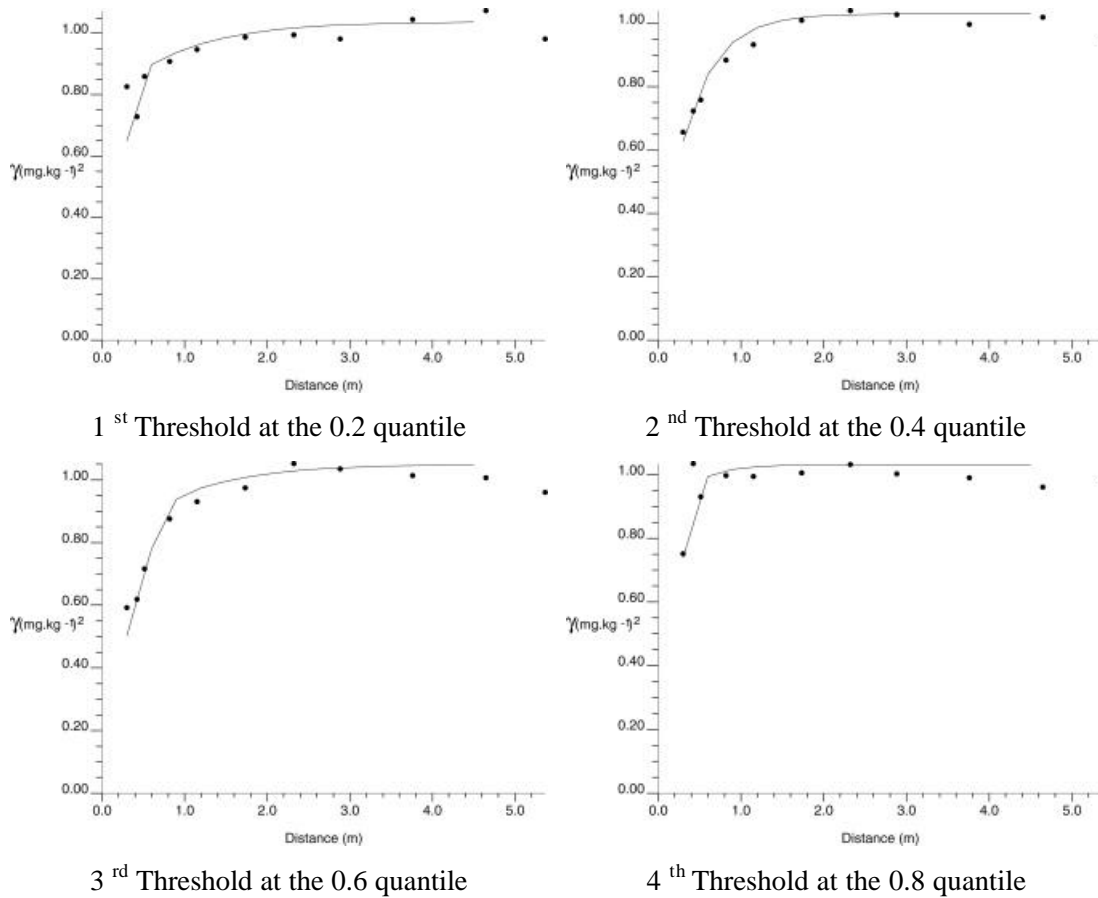 1.00
0.80
0.60
γ(mg.kg -1)²
0.40
0.20
0.00
0.0 1.0 2.0 3.0 4.0 5.0
Distance (m)
1 st Threshold at the 0.2 quantile
1.00
0.80
0.60
γ(mg.kg -1)²
0.40
0.20
0.00
0.0 1.0 2.0 3.0 4.0 5.0
Distance (m)
2 nd Threshold at the 0.4 quantile
1.00
0.80
0.60
γ(mg.kg -1)²
0.40
0.20
0.00
0.0 1.0 2.0 3.0 4.0 5.0
Distance (m)
3 rd Threshold at the 0.6 quantile
1.00
0.80
0.60
γ(mg.kg -1)²
0.40
0.20
0.00
0.0 1.0 2.0 3.0 4.0 5.0
Distance (m)
4 th Threshold at the 0.8 quantile